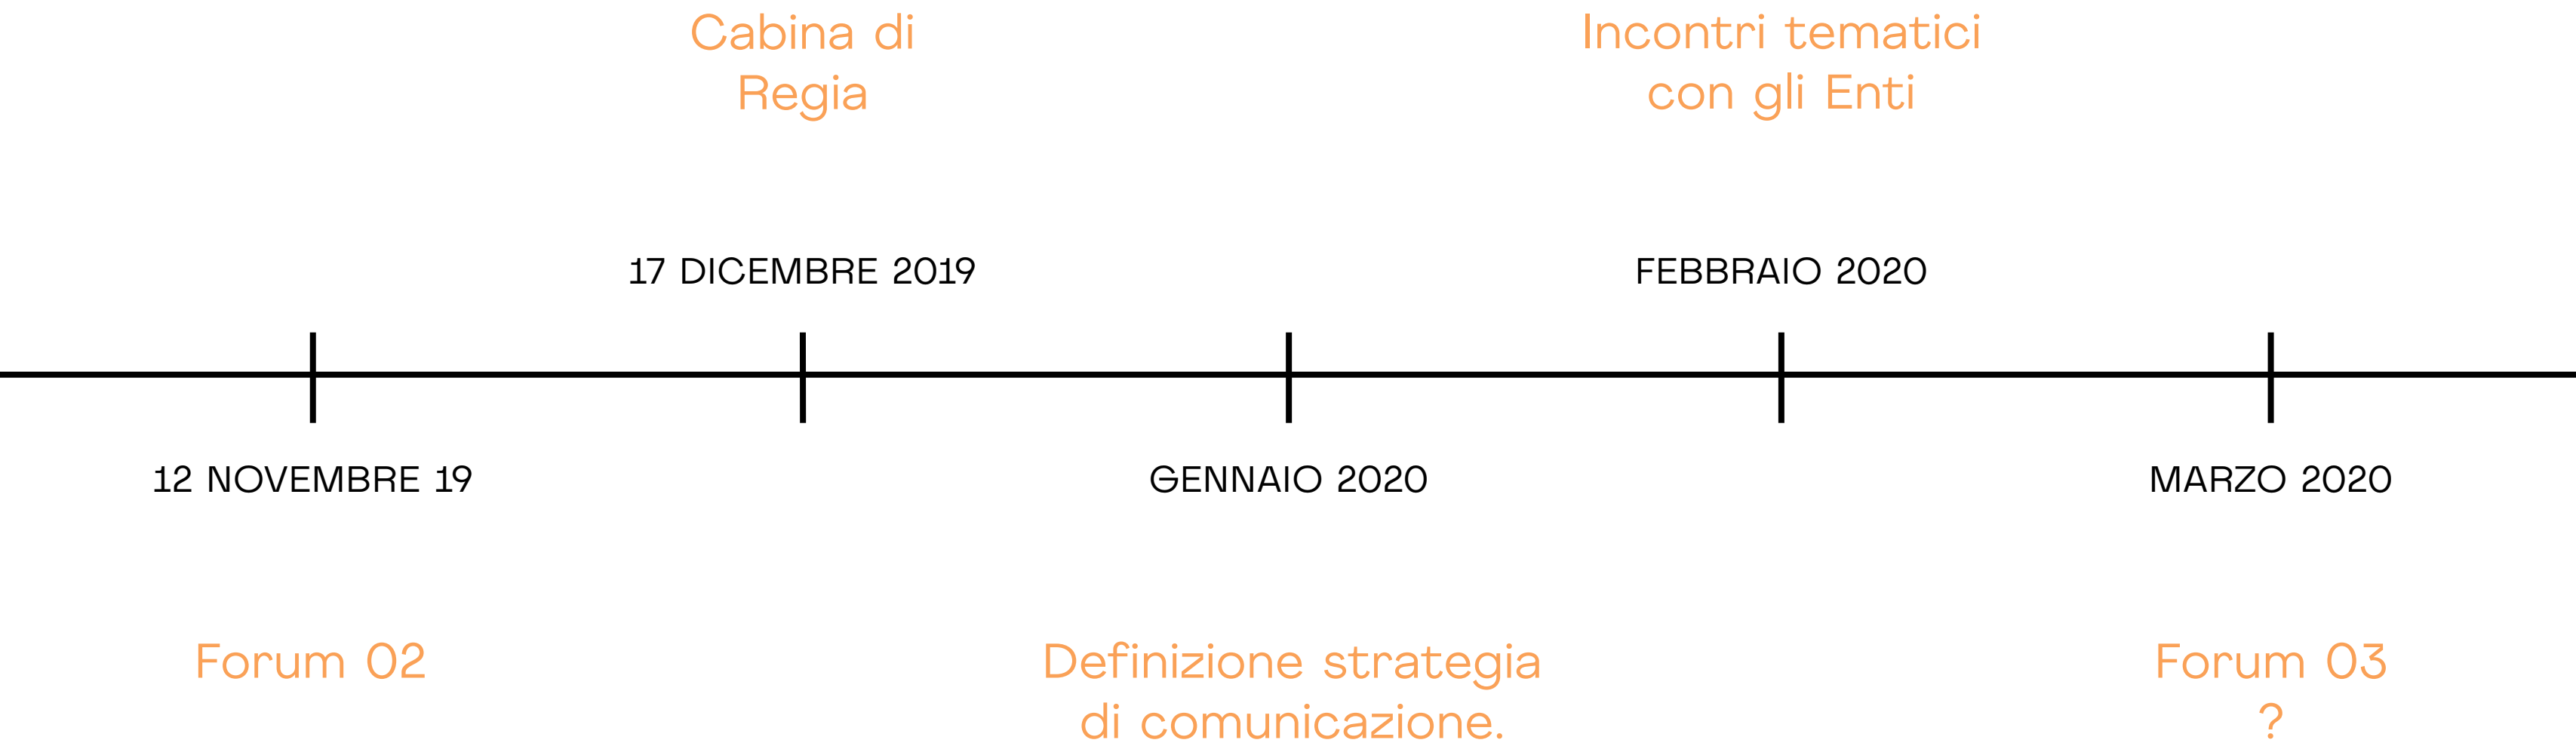 Cabina di
Regia
Incontri tematici
con gli Enti
17 DICEMBRE 2019
FEBBRAIO 2020
12 NOVEMBRE 19
GENNAIO 2020
MARZO 2020
Forum 02
Definizione strategia
di comunicazione.
Forum 03
?